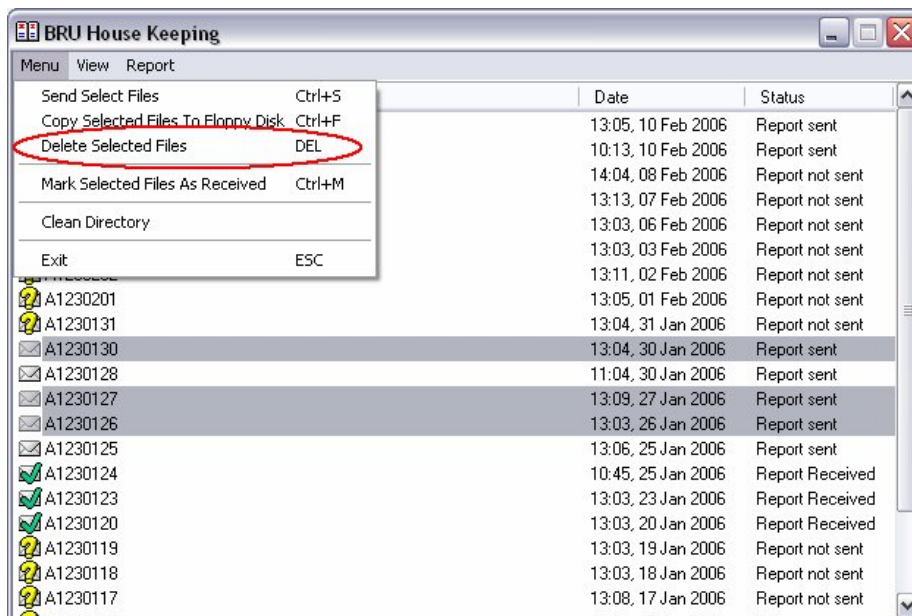 BRU House Keeping
Menu View Report
Date Status
Send Select Files Ctrl+S
Copy Selected Files To Floppy Disk Ctrl+F
Delete Selected Files DEL
Mark Selected Files As Received Ctrl+M
Clean Directory
Exit ESC
13:05, 10 Feb 2006 Report sent
10:13, 10 Feb 2006 Report sent
14:04, 08 Feb 2006 Report not sent
13:13, 07 Feb 2006 Report not sent
13:03, 06 Feb 2006 Report not sent
13:03, 03 Feb 2006 Report not sent
13:11, 02 Feb 2006 Report not sent
A1230201 13:05, 01 Feb 2006 Report not sent
A1230131 13:04, 31 Jan 2006 Report not sent
A1230130 13:04, 30 Jan 2006 Report sent
A1230128 11:04, 30 Jan 2006 Report sent
A1230127 13:09, 27 Jan 2006 Report sent
A1230126 13:03, 26 Jan 2006 Report sent
A1230125 13:06, 25 Jan 2006 Report sent
A1230124 10:45, 25 Jan 2006 Report Received
A1230123 13:03, 23 Jan 2006 Report Received
A1230120 13:03, 20 Jan 2006 Report Received
A1230119 13:03, 19 Jan 2006 Report not sent
A1230118 13:03, 18 Jan 2006 Report not sent
A1230117 13:08, 17 Jan 2006 Report not sent